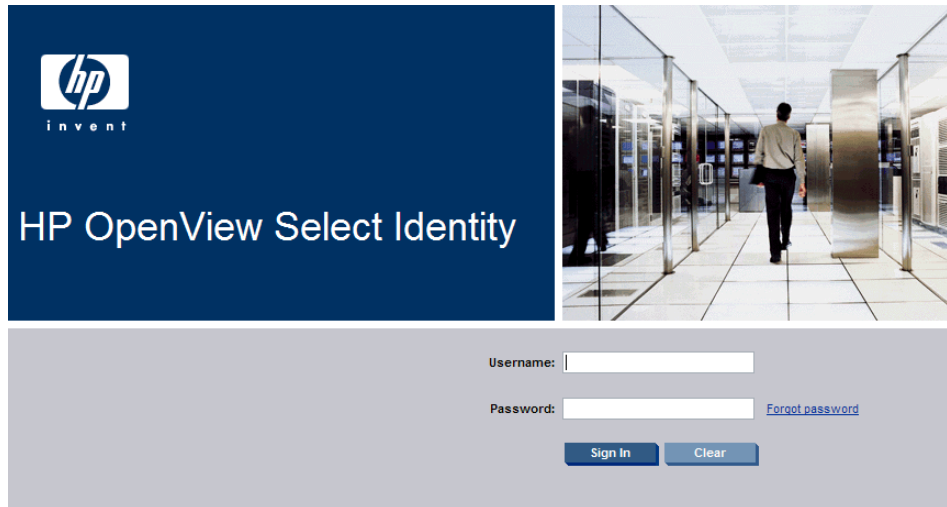 hp
invent
HP OpenView Select Identity
Username:
Password:
Forgot password
Sign In
Clear